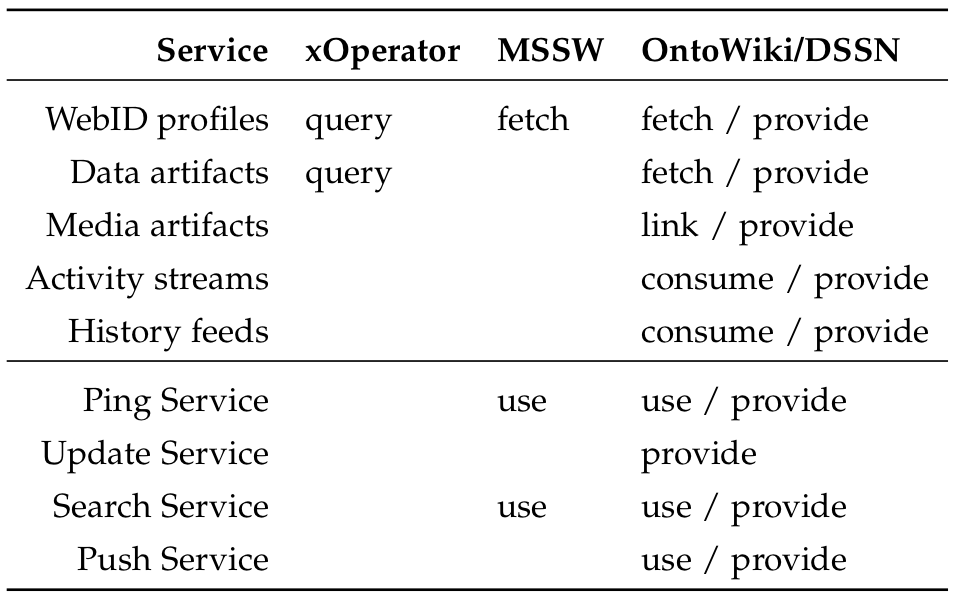 Service xOperator MSSW OntoWiki/DSSN
WebID profiles query fetch fetch / provide
Data artifacts query fetch / provide
Media artifacts link / provide
Activity streams consume / provide
History feeds consume / provide
Ping Service use use / provide
Update Service provide
Search Service use use / provide
Push Service use / provide